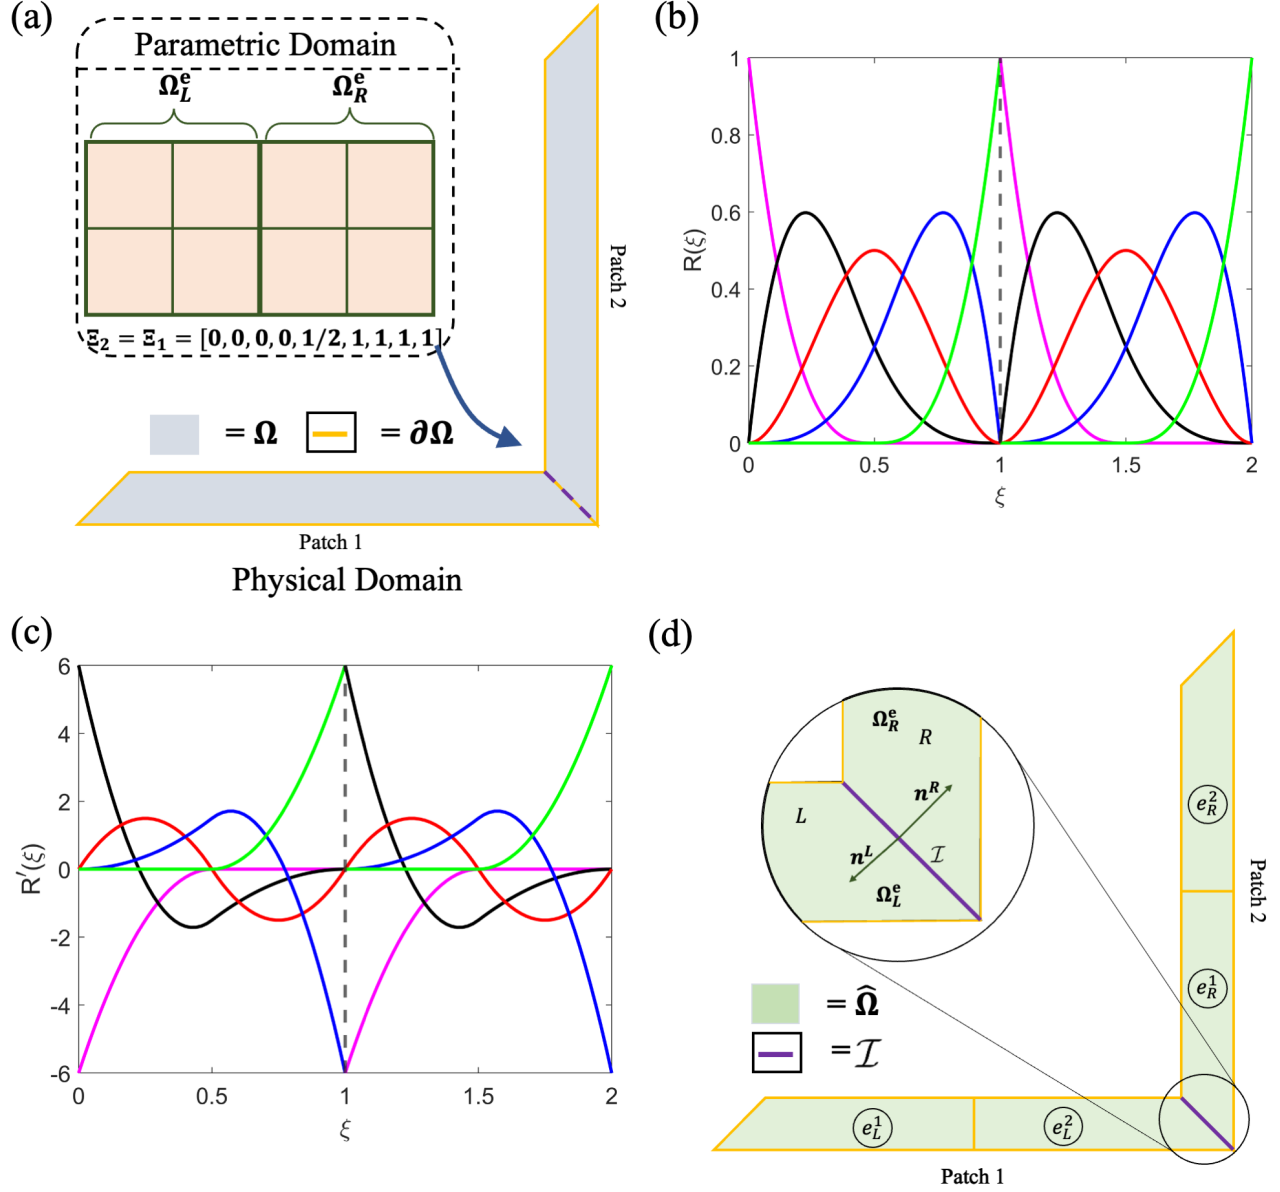 (a)
Parametric Domain
Ω_L^e
Ω_R^e
Ξ₂ = Ξ₁ = [0, 0, 0, 0, 1/2, 1, 1, 1, 1]
= Ω
= ∂Ω
Patch 2
Patch 1
Physical Domain
(b)
R(ξ)
1
0.8
0.6
0.4
0.2
0
0 0.5 1 1.5 2
ξ
(c)
R′(ξ)
6
4
2
0
-2
-4
-6
0 0.5 1 1.5 2
ξ
(d)
Ω_R^e
R
L
n^R
n^L
ℐ
Ω_L^e
= Ω̂
= ℐ
e_R^2
e_R^1
Patch 2
e_L^1
e_L^2
Patch 1